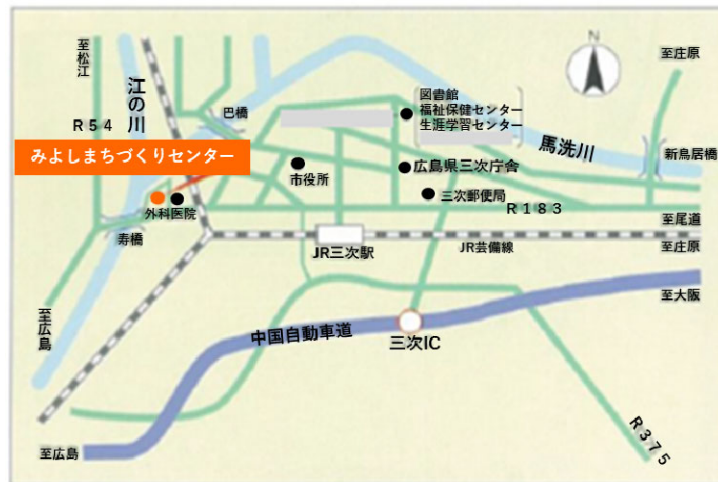 至松江
江の川
R54
巴橋
図書館
福祉保健センター
生涯学習センター
N
至庄原
馬洗川
新鳥居橋
みよしまちづくりセンター
市役所
広島県三次庁舎
三次郵便局
外科医院
R183
寿橋
至尾道
JR三次駅
JR芸備線
至庄原
至広島
至大阪
中国自動車道
三次IC
R375
至広島